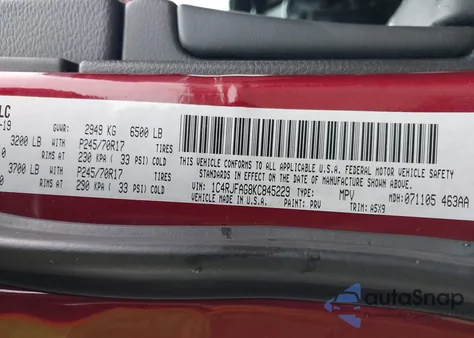 LC
-19 GVWR: 2949 KG 6500 LB
3200 LB WITH P245/70R17 TIRES
0 RIMS AT 230 KPA ( 33 PSI) COLD
3700 LB WITH P245/70R17 TIRES
0 RIMS AT 230 KPA ( 33 PSI) COLD
THIS VEHICLE CONFORMS TO ALL APPLICABLE U.S.A. FEDERAL MOTOR VEHICLE
SAFETY STANDARDS IN EFFECT ON THE DATE OF MANUFACTURE SHOWN ABOVE.
VIN: 1C4RJFAG8KC845229 TYPE: MPV MDH: 071105 463AA
VEHICLE MADE IN U.S.A. PAINT: PRV TRIM: A5X9
autoSnap